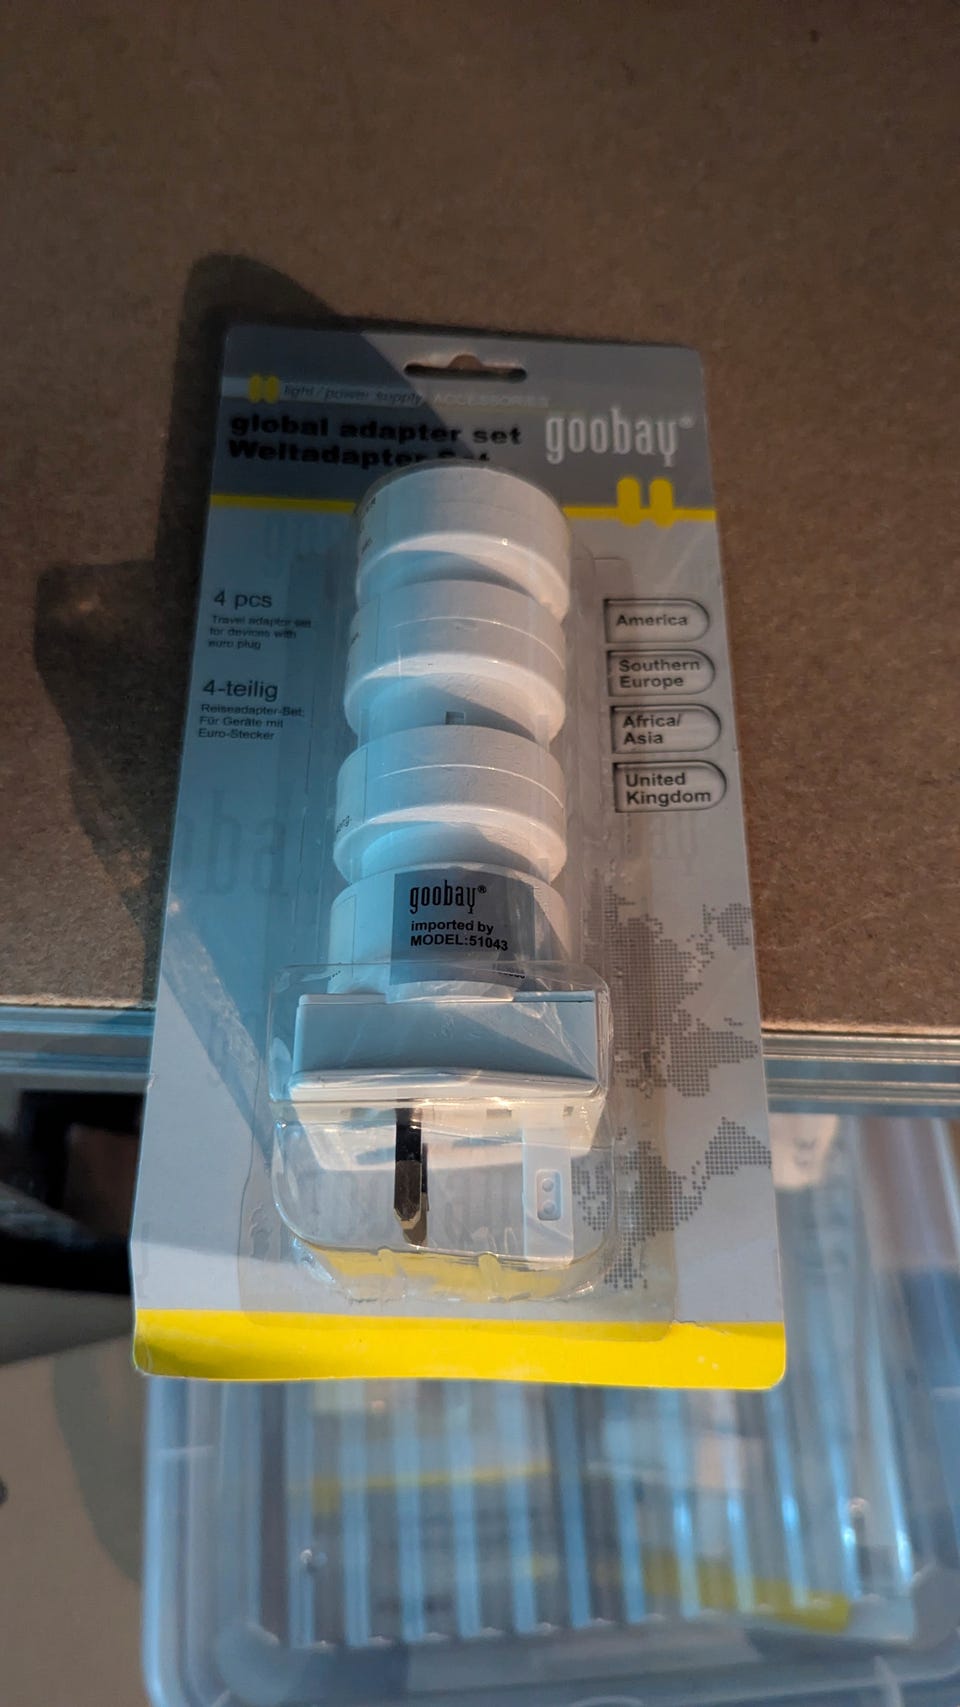 light / power supply ACCESSORIES
global adapter set
Weltadapter Set
goobay®
4 pcs
Travel adaptor set
for devices with
euro plug
4-teilig
Reiseadapter-Set;
Für Geräte mit
Euro-Stecker
America
Southern
Europe
Africa/
Asia
United
Kingdom
goobay®
imported by
MODEL:51043